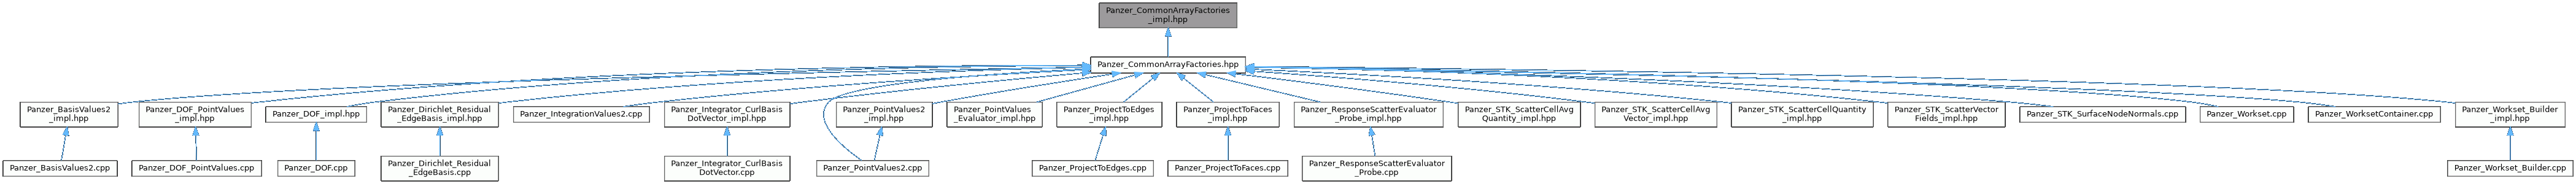 Panzer_CommonArrayFactories
_impl.hpp
Panzer_CommonArrayFactories.hpp
Panzer_BasisValues2
_impl.hpp
Panzer_DOF_PointValues
_impl.hpp
Panzer_DOF_impl.hpp
Panzer_Dirichlet_Residual
_EdgeBasis_impl.hpp
Panzer_IntegrationValues2.cpp
Panzer_Integrator_CurlBasis
DotVector_impl.hpp
Panzer_PointValues2
_impl.hpp
Panzer_PointValues
_Evaluator_impl.hpp
Panzer_ProjectToEdges
_impl.hpp
Panzer_ProjectToFaces
_impl.hpp
Panzer_ResponseScatterEvaluator
_Probe_impl.hpp
Panzer_STK_ScatterCellAvg
Quantity_impl.hpp
Panzer_STK_ScatterCellAvg
Vector_impl.hpp
Panzer_STK_ScatterCellQuantity
_impl.hpp
Panzer_STK_ScatterVector
Fields_impl.hpp
Panzer_STK_SurfaceNodeNormals.cpp
Panzer_Workset.cpp
Panzer_WorksetContainer.cpp
Panzer_Workset_Builder
_impl.hpp
Panzer_BasisValues2.cpp
Panzer_DOF_PointValues.cpp
Panzer_DOF.cpp
Panzer_Dirichlet_Residual
_EdgeBasis.cpp
Panzer_Integrator_CurlBasis
DotVector.cpp
Panzer_PointValues2.cpp
Panzer_ProjectToEdges.cpp
Panzer_ProjectToFaces.cpp
Panzer_ResponseScatterEvaluator
_Probe.cpp
Panzer_Workset_Builder.cpp